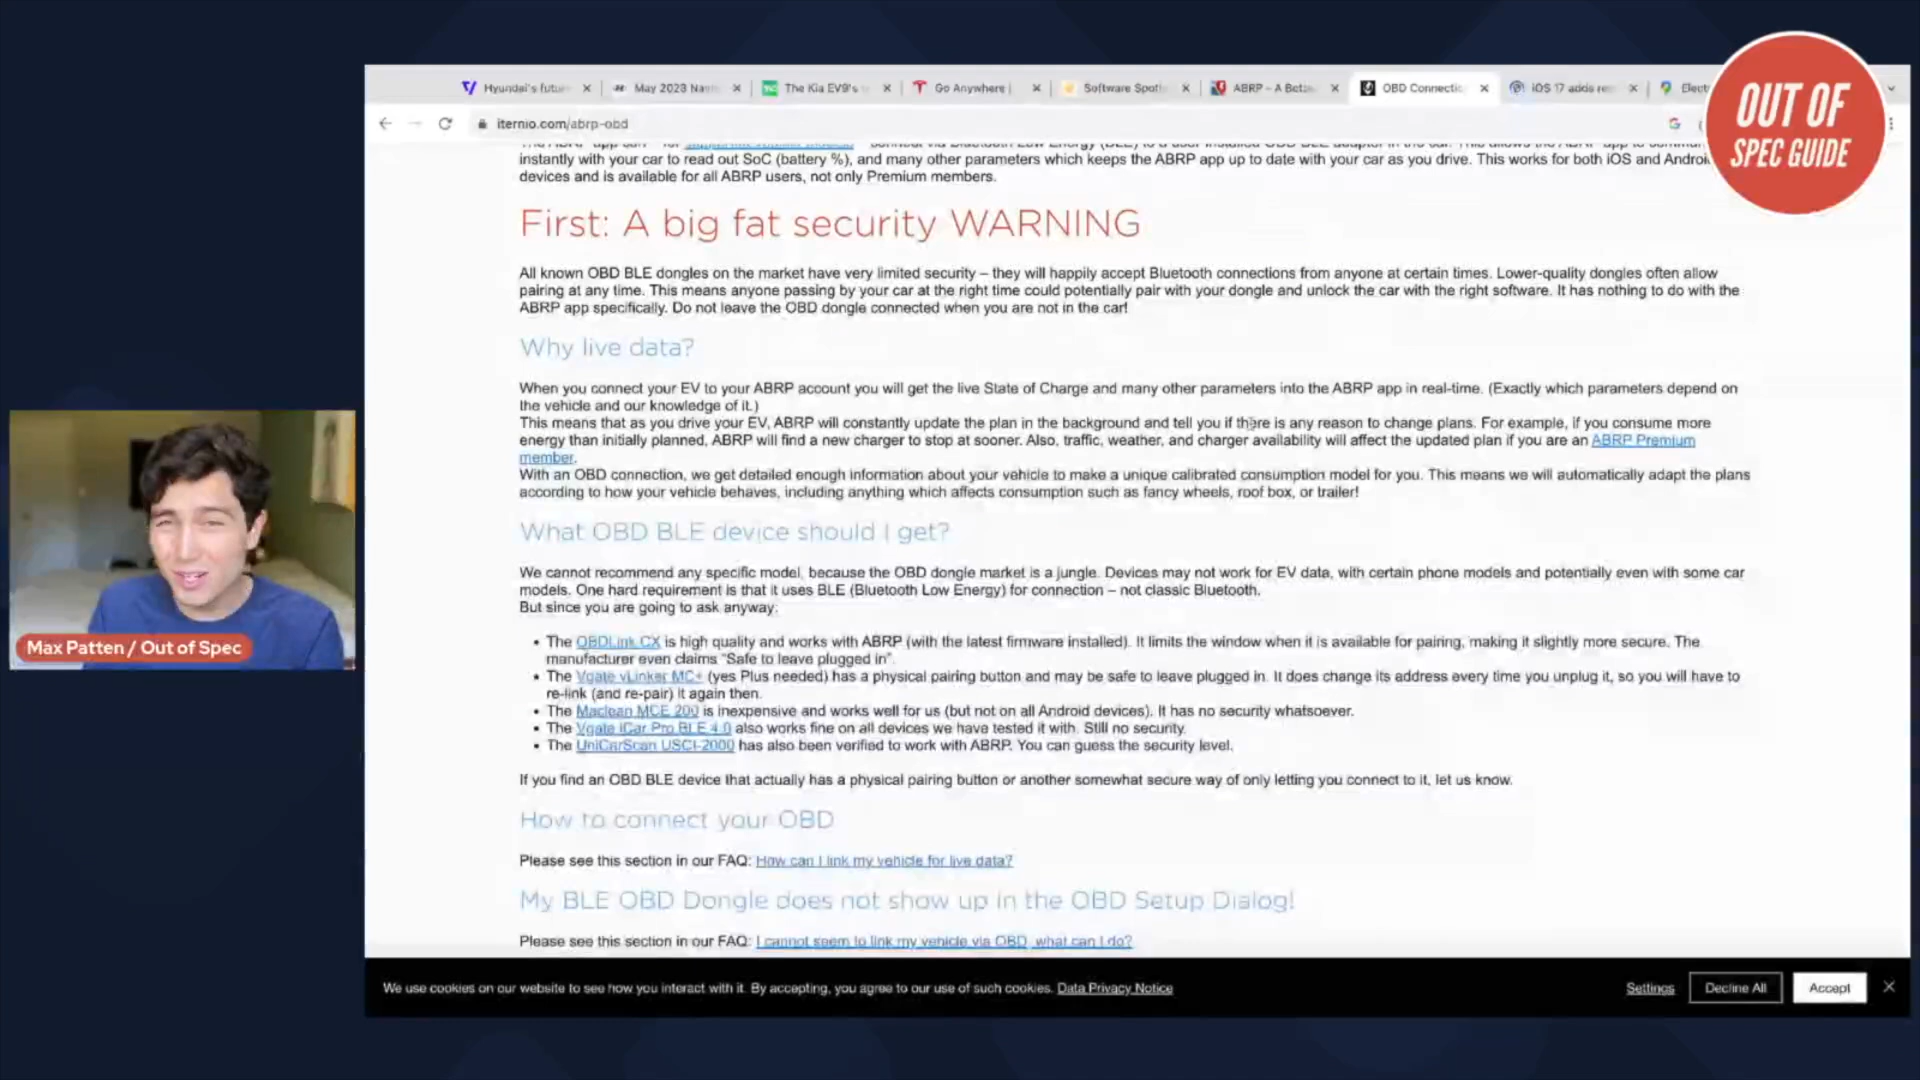 OUT OF
SPEC GUIDE
Hyundai's futu
May 2023
The Kia EV9's
Go Anywhere |
Software Spotl
ABRP - A Bette
OBD Connectic
iOS 17 adds
Elect
iternio.com/abrp-obd
instantly with your car to read out SoC (battery %), and many other parameters which keeps the ABRP app up to date with your car as you drive. This works for both iOS and Android
devices and is available for all ABRP users, not only Premium members.
First: A big fat security WARNING
All known OBD BLE dongles on the market have very limited security – they will happily accept Bluetooth connections from anyone at certain times. Lower-quality dongles often allow
pairing at any time. This means anyone passing by your car at the right time could potentially pair with your dongle and unlock the car with the right software. It has nothing to do with the
ABRP app specifically. Do not leave the OBD dongle connected when you are not in the car!
Why live data?
When you connect your EV to your ABRP account you will get the live State of Charge and many other parameters into the ABRP app in real-time. (Exactly which parameters depend on
the vehicle and our knowledge of it.)
This means that as you drive your EV, ABRP will constantly update the plan in the background and tell you if there is any reason to change plans. For example, if you consume more
energy than initially planned, ABRP will find a new charger to stop at sooner. Also, traffic, weather, and charger availability will affect the updated plan if you are an ABRP Premium
member.
With an OBD connection, we get detailed enough information about your vehicle to make a unique calibrated consumption model for you. This means we will automatically adapt the plans
according to how your vehicle behaves, including anything which affects consumption such as fancy wheels, roof box, or trailer!
What OBD BLE device should I get?
We cannot recommend any specific model, because the OBD dongle market is a jungle. Devices may not work for EV data, with certain phone models and potentially even with some car
models. One hard requirement is that it uses BLE (Bluetooth Low Energy) for connection – not classic Bluetooth.
But since you are going to ask anyway:
• The OBDLink CX is high quality and works with ABRP (with the latest firmware installed). It limits the window when it is available for pairing, making it slightly more secure. The
manufacturer even claims "Safe to leave plugged in".
• The Vgate vLinker MC+ (yes Plus needed) has a physical pairing button and may be safe to leave plugged in. It does change its address every time you unplug it, so you will have to
re-link (and re-pair) it again then.
• The Maclean MCE 200 is inexpensive and works well for us (but not on all Android devices). It has no security whatsoever.
• The Vgate iCar Pro BLE 4.0 also works fine on all devices we have tested it with. Still no security.
• The UniCarScan USCI-2000 has also been verified to work with ABRP. You can guess the security level.
If you find an OBD BLE device that actually has a physical pairing button or another somewhat secure way of only letting you connect to it, let us know.
How to connect your OBD
Please see this section in our FAQ: How can I link my vehicle for live data?
My BLE OBD Dongle does not show up in the OBD Setup Dialog!
Please see this section in our FAQ: I cannot seem to link my vehicle via OBD, what can I do?
We use cookies on our website to see how you interact with it. By accepting, you agree to our use of such cookies. Data Privacy Notice
Settings
Decline All
Accept
Max Patten / Out of Spec